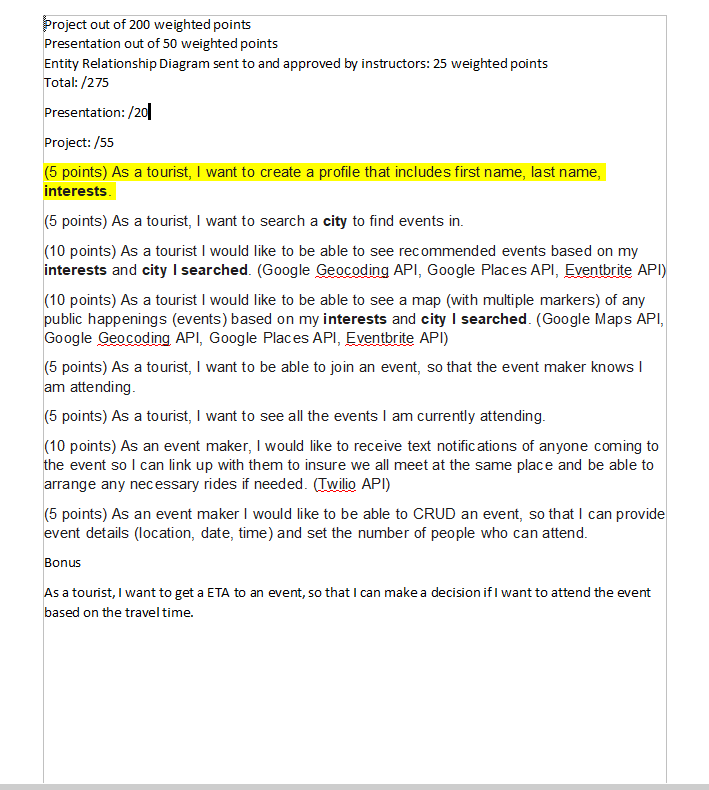 Project out of 200 weighted points
Presentation out of 50 weighted points
Entity Relationship Diagram sent to and approved by instructors: 25 weighted points
Total: /275
Presentation: /20
Project: /55
(5 points) As a tourist, I want to create a profile that includes first name, last name,
interests.
(5 points) As a tourist, I want to search a city to find events in.
(10 points) As a tourist I would like to be able to see recommended events based on my
interests and city I searched. (Google Geocoding API, Google Places API, Eventbrite API)
(10 points) As a tourist I would like to be able to see a map (with multiple markers) of any
public happenings (events) based on my interests and city I searched. (Google Maps API,
Google Geocoding API, Google Places API, Eventbrite API)
(5 points) As a tourist, I want to be able to join an event, so that the event maker knows I
am attending.
(5 points) As a tourist, I want to see all the events I am currently attending.
(10 points) As an event maker, I would like to receive text notifications of anyone coming to
the event so I can link up with them to insure we all meet at the same place and be able to
arrange any necessary rides if needed. (Twilio API)
(5 points) As an event maker I would like to be able to CRUD an event, so that I can provide
event details (location, date, time) and set the number of people who can attend.
Bonus
As a tourist, I want to get a ETA to an event, so that I can make a decision if I want to attend the event
based on the travel time.